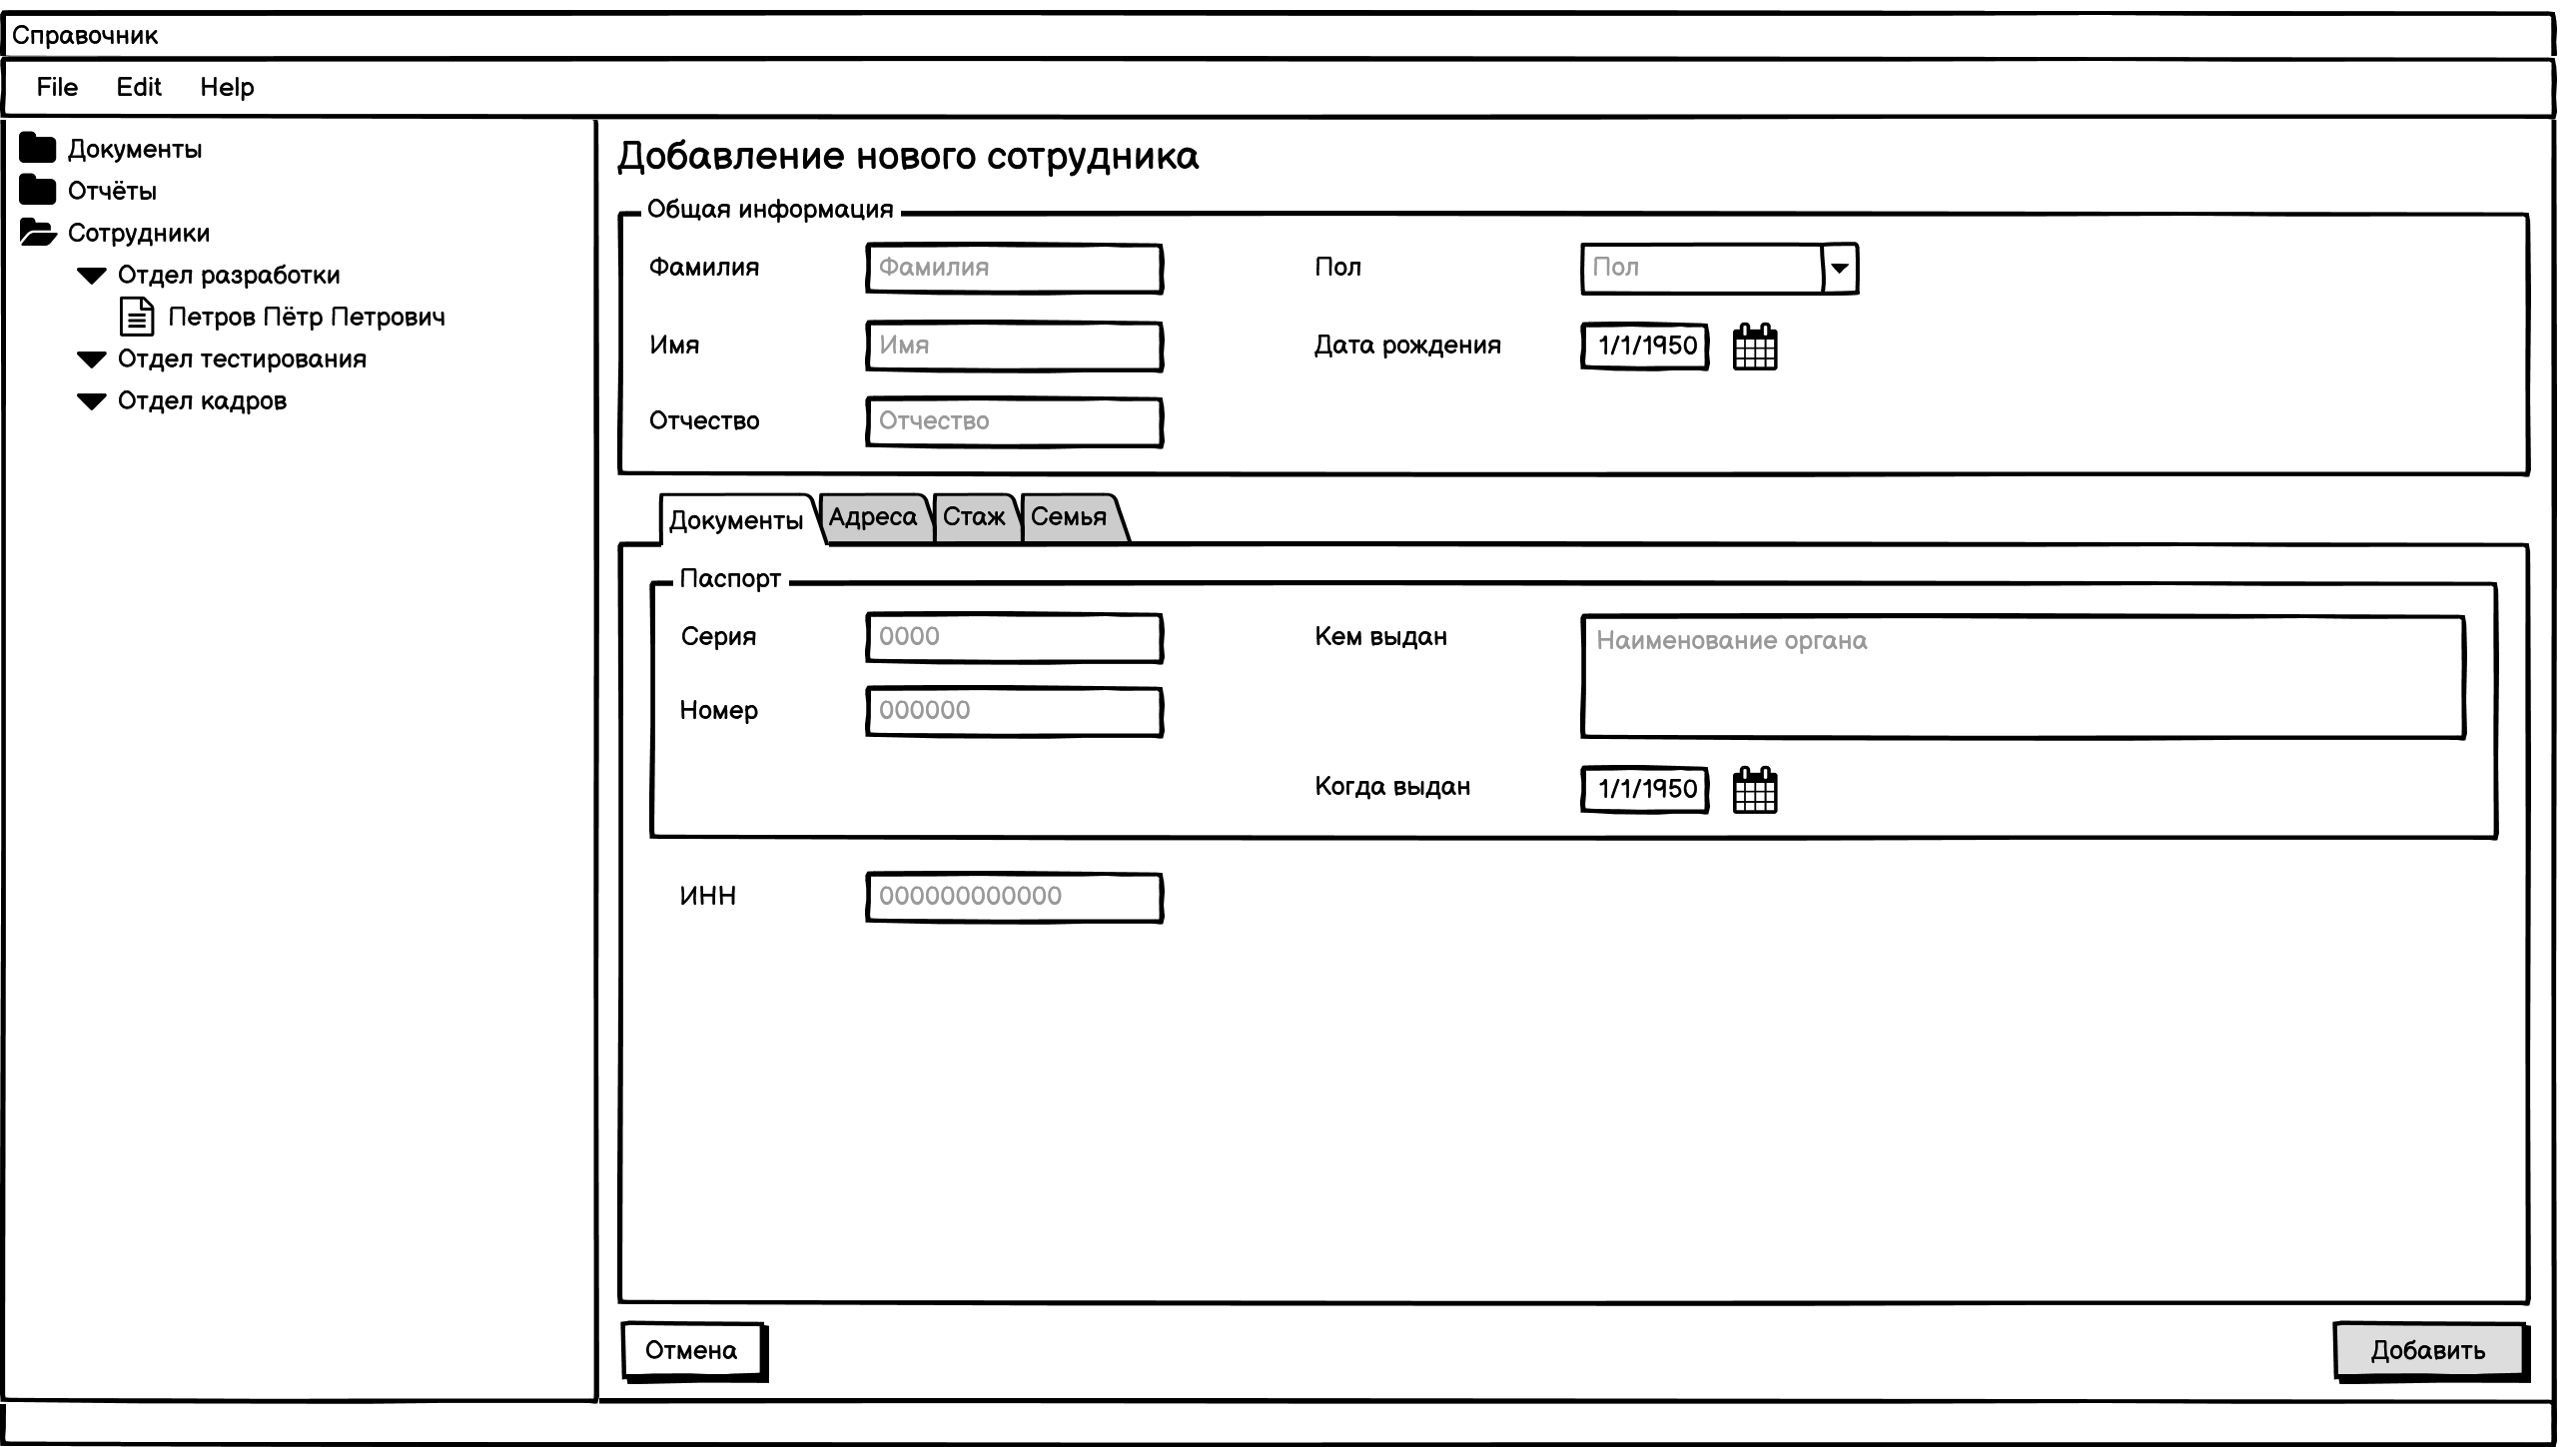 Справочник
File Edit Help
Документы
Отчёты
Сотрудники
Отдел разработки
Петров Пётр Петрович
Отдел тестирования
Отдел кадров
Добавление нового сотрудника
Общая информация
Фамилия Фамилия Пол Пол
Имя Имя Дата рождения 1/1/1950
Отчество Отчество
Документы Адреса Стаж Семья
Паспорт
Серия 0000 Кем выдан Наименование органа
Номер 000000
Когда выдан 1/1/1950
ИНН 000000000000
Отмена Добавить